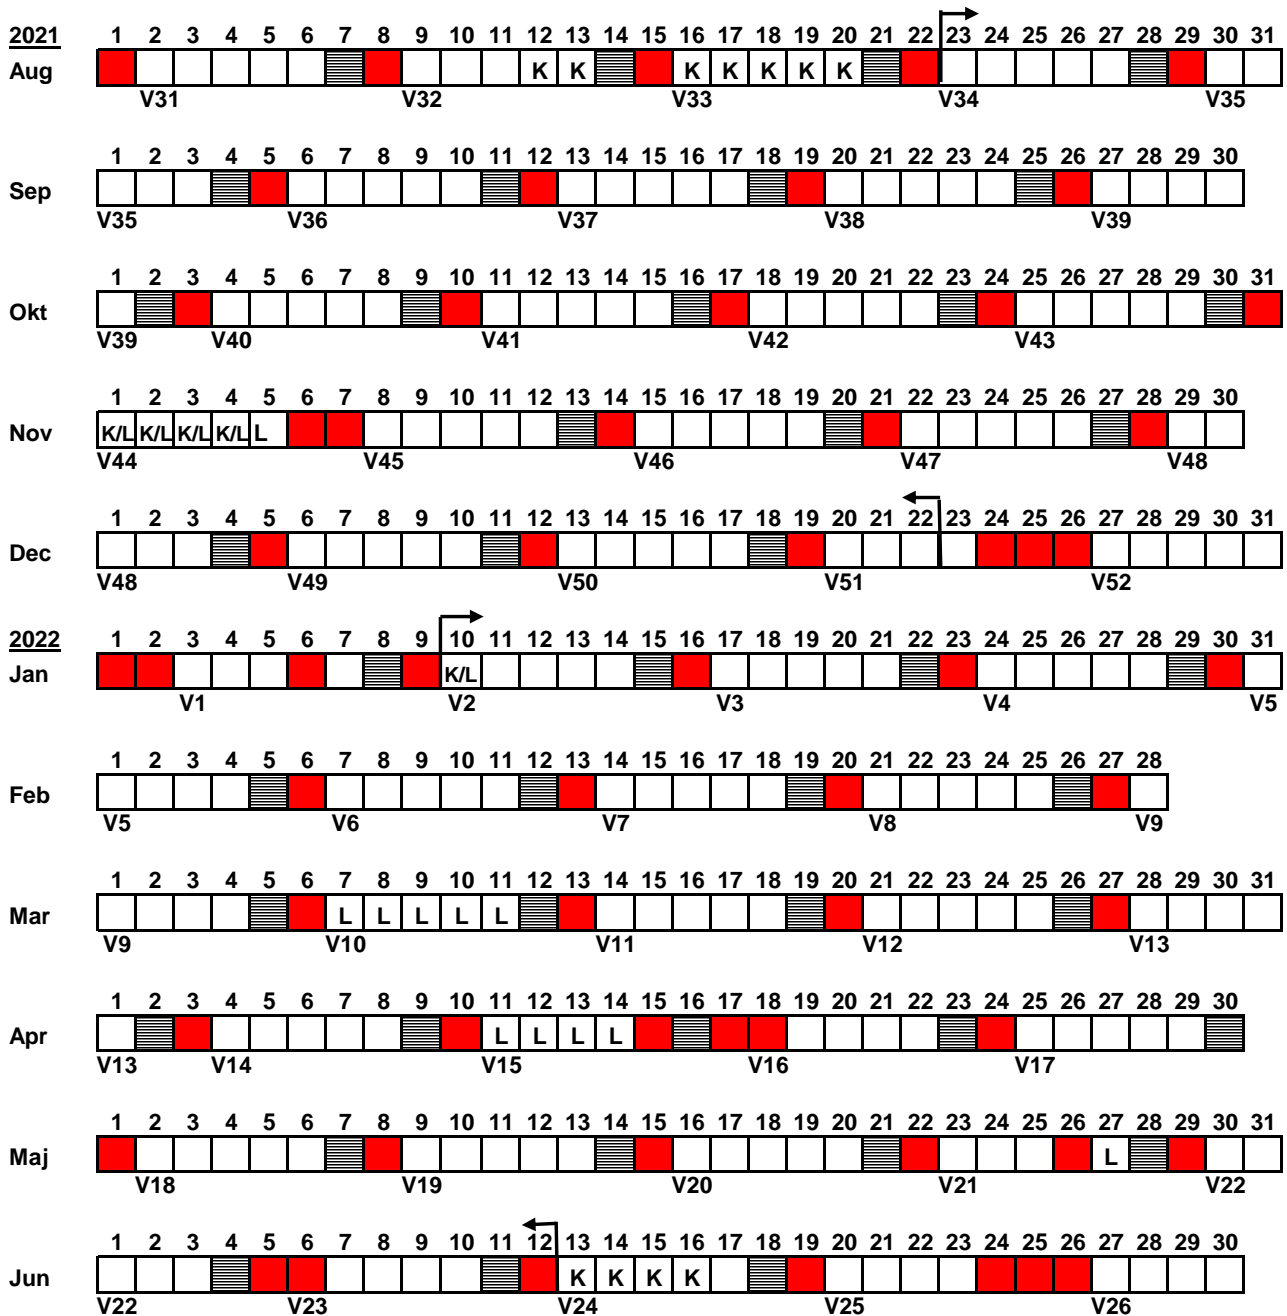 2021 1 2 3 4 5 6 7 8 9 10 11 12 13 14 15 16 17 18 19 20 21 22 23 24 25 26 27 28 29 30 31
Aug K K K K K K K
V31 V32 V33 V34 V35
1 2 3 4 5 6 7 8 9 10 11 12 13 14 15 16 17 18 19 20 21 22 23 24 25 26 27 28 29 30
Sep
V35 V36 V37 V38 V39
1 2 3 4 5 6 7 8 9 10 11 12 13 14 15 16 17 18 19 20 21 22 23 24 25 26 27 28 29 30 31
Okt
V39 V40 V41 V42 V43
1 2 3 4 5 6 7 8 9 10 11 12 13 14 15 16 17 18 19 20 21 22 23 24 25 26 27 28 29 30
Nov K/L K/L K/L K/L L
V44 V45 V46 V47 V48
1 2 3 4 5 6 7 8 9 10 11 12 13 14 15 16 17 18 19 20 21 22 23 24 25 26 27 28 29 30 31
Dec
V48 V49 V50 V51 V52
2022 1 2 3 4 5 6 7 8 9 10 11 12 13 14 15 16 17 18 19 20 21 22 23 24 25 26 27 28 29 30 31
Jan K/L
V1 V2 V3 V4 V5
1 2 3 4 5 6 7 8 9 10 11 12 13 14 15 16 17 18 19 20 21 22 23 24 25 26 27 28
Feb
V5 V6 V7 V8 V9
1 2 3 4 5 6 7 8 9 10 11 12 13 14 15 16 17 18 19 20 21 22 23 24 25 26 27 28 29 30 31
Mar L L L L L
V9 V10 V11 V12 V13
1 2 3 4 5 6 7 8 9 10 11 12 13 14 15 16 17 18 19 20 21 22 23 24 25 26 27 28 29 30
Apr L L L L
V13 V14 V15 V16 V17
1 2 3 4 5 6 7 8 9 10 11 12 13 14 15 16 17 18 19 20 21 22 23 24 25 26 27 28 29 30 31
Maj L
V18 V19 V20 V21 V22
1 2 3 4 5 6 7 8 9 10 11 12 13 14 15 16 17 18 19 20 21 22 23 24 25 26 27 28 29 30
Jun K K K K
V22 V23 V24 V25 V26